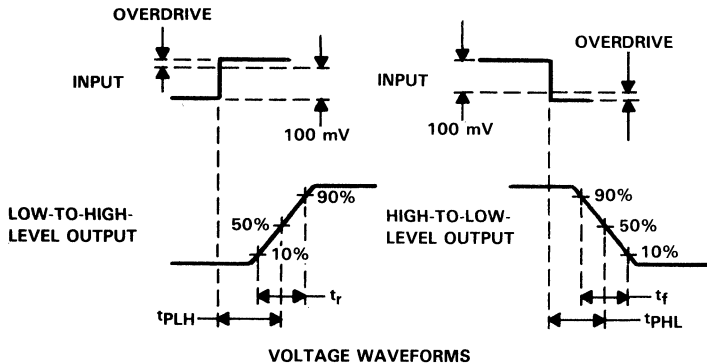 OVERDRIVE
INPUT
100 mV
OVERDRIVE
INPUT
100 mV
LOW-TO-HIGH-
LEVEL OUTPUT
90%
50%
10%
tr
tPLH
HIGH-TO-LOW-
LEVEL OUTPUT
90%
50%
10%
tf
tPHL
VOLTAGE WAVEFORMS